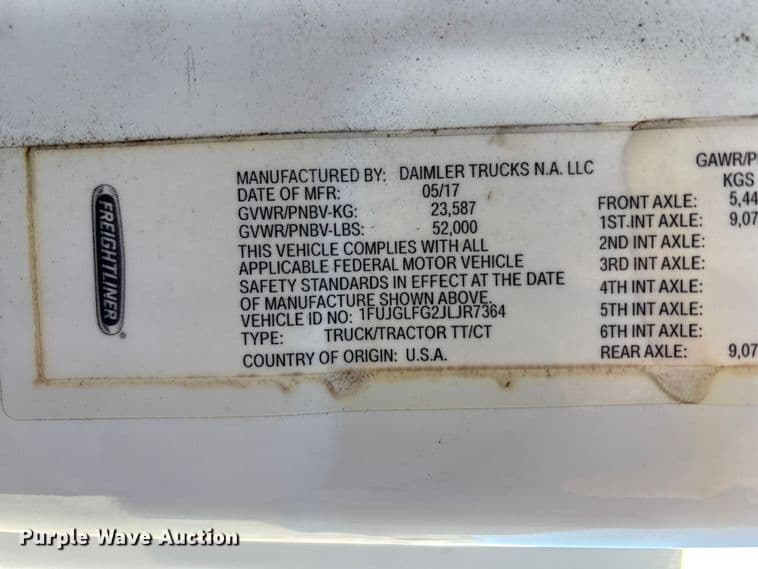 FREIGHTLINER
MANUFACTURED BY: DAIMLER TRUCKS N.A. LLC
DATE OF MFR: 05/17
GVWR/PNBV-KG: 23,587
GVWR/PNBV-LBS: 52,000
THIS VEHICLE COMPLIES WITH ALL
APPLICABLE FEDERAL MOTOR VEHICLE
SAFETY STANDARDS IN EFFECT AT THE DATE
OF MANUFACTURE SHOWN ABOVE.
VEHICLE ID NO: 1FUJGLFG2JLJR7364
TYPE: TRUCK/TRACTOR TT/CT
COUNTRY OF ORIGIN: U.S.A.
GAWR/P
KGS
FRONT AXLE: 5,44
1ST.INT AXLE: 9,07
2ND INT AXLE:
3RD INT AXLE:
4TH INT AXLE:
5TH INT AXLE:
6TH INT AXLE:
REAR AXLE: 9,07
Purple Wave Auction